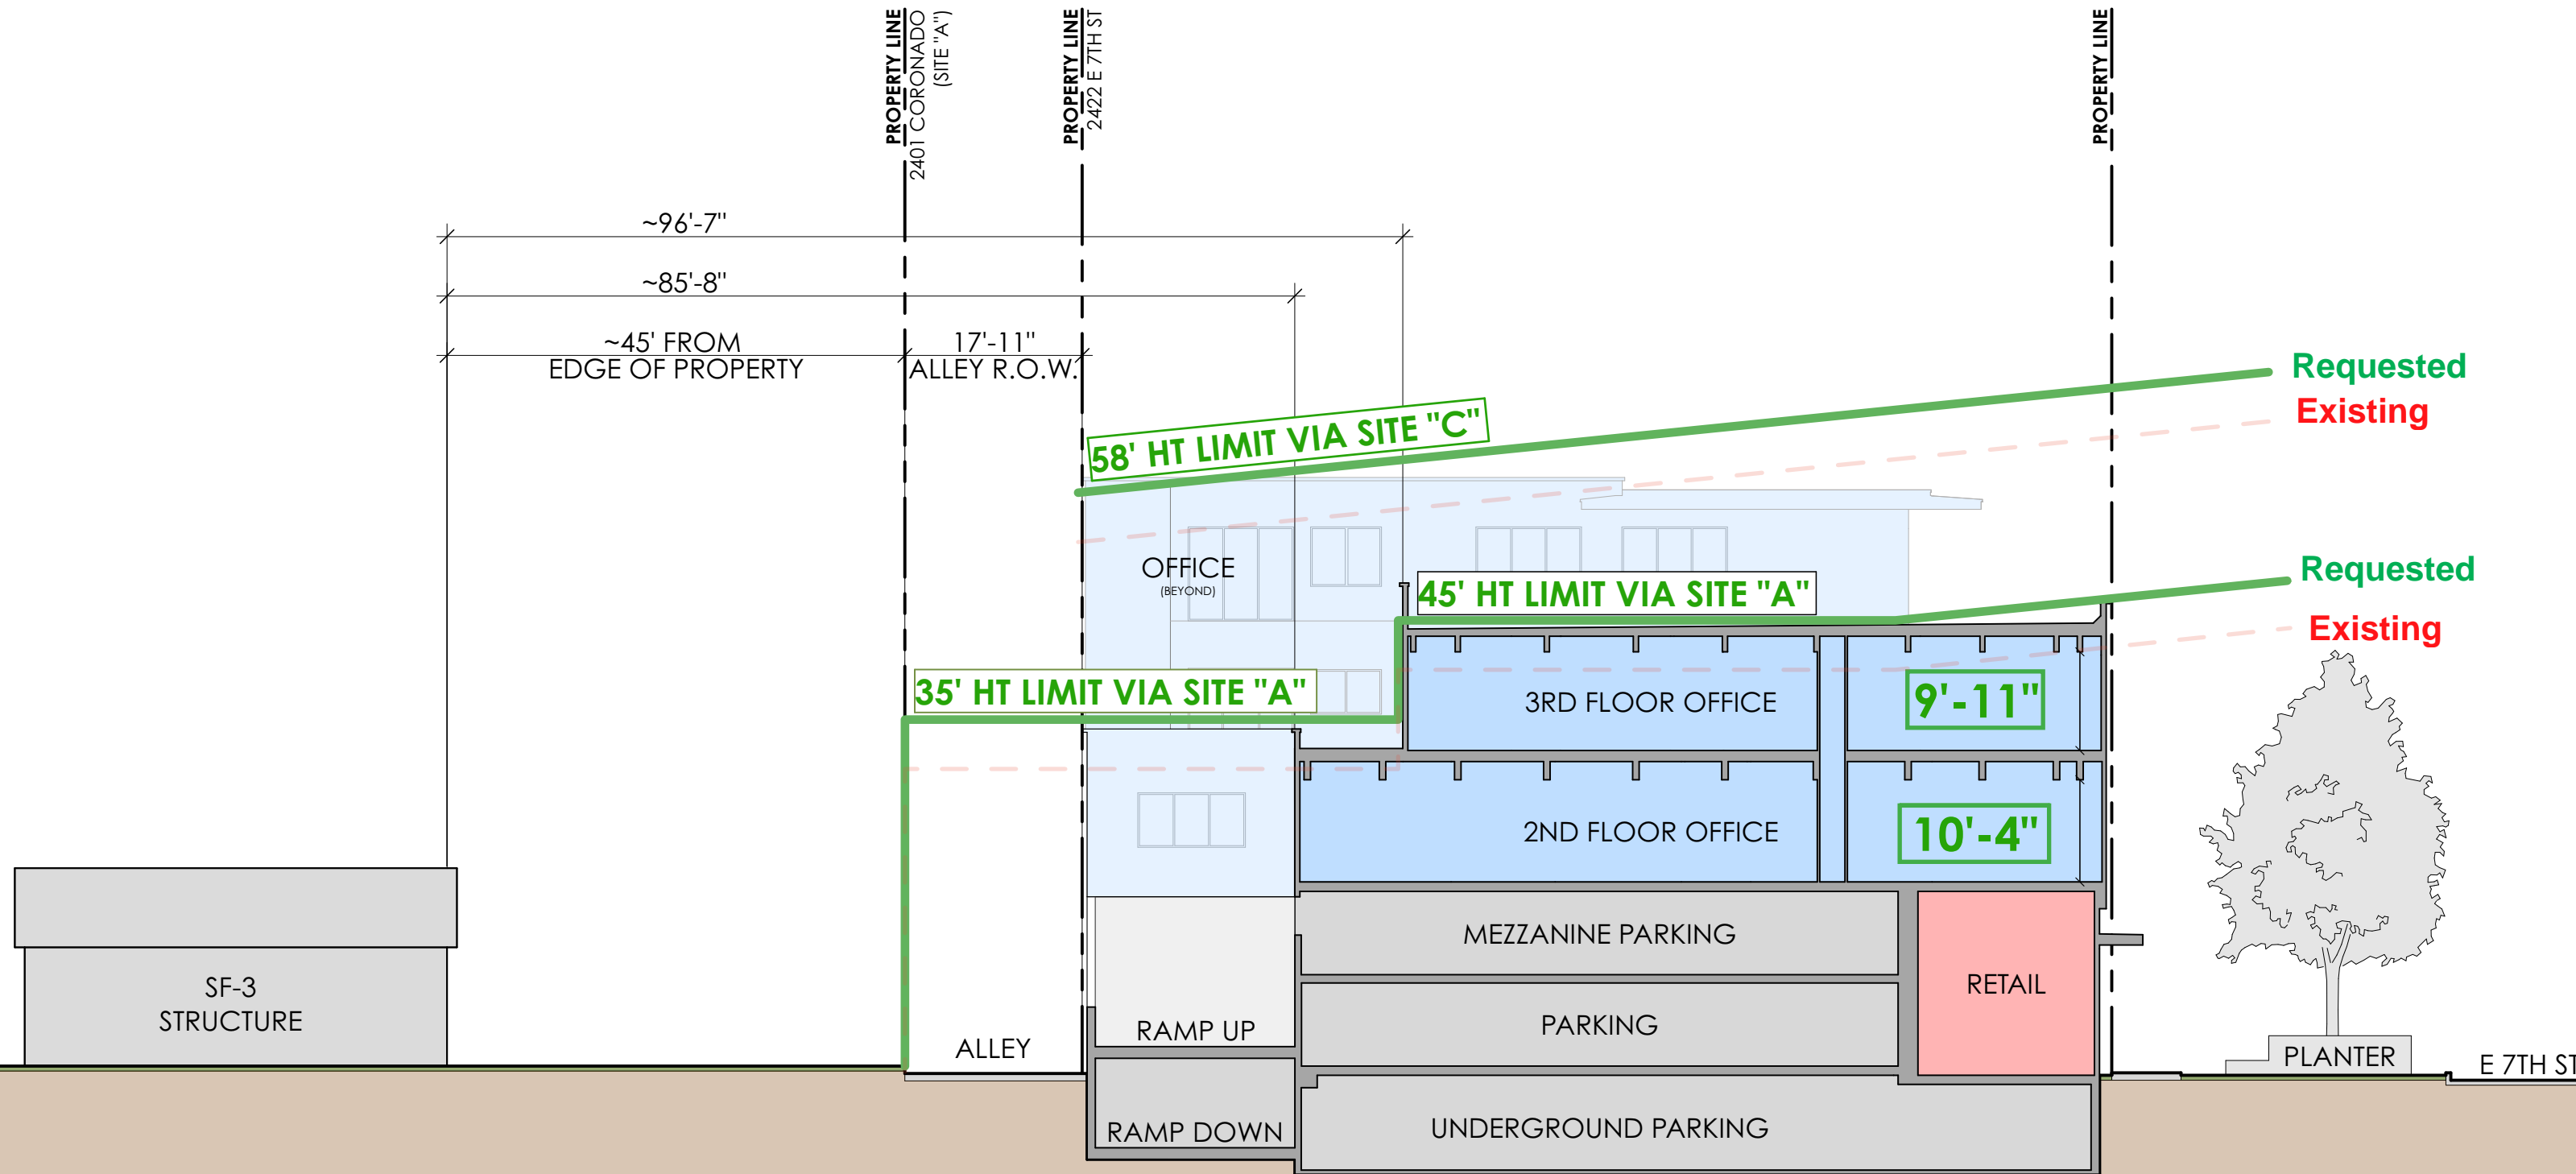 PROPERTY LINE
2401 CORONADO
(SITE "A")
PROPERTY LINE
2422 E 7TH ST
PROPERTY LINE
~96'-7"
~85'-8"
~45' FROM
EDGE OF PROPERTY
17'-11"
ALLEY R.O.W.
Requested
Existing
58' HT LIMIT VIA SITE "C"
OFFICE
(BEYOND)
45' HT LIMIT VIA SITE "A"
Requested
Existing
35' HT LIMIT VIA SITE "A"
3RD FLOOR OFFICE
9'-11"
2ND FLOOR OFFICE
10'-4"
MEZZANINE PARKING
RETAIL
SF-3
STRUCTURE
PARKING
RAMP UP
ALLEY
PLANTER
E 7TH ST
RAMP DOWN
UNDERGROUND PARKING